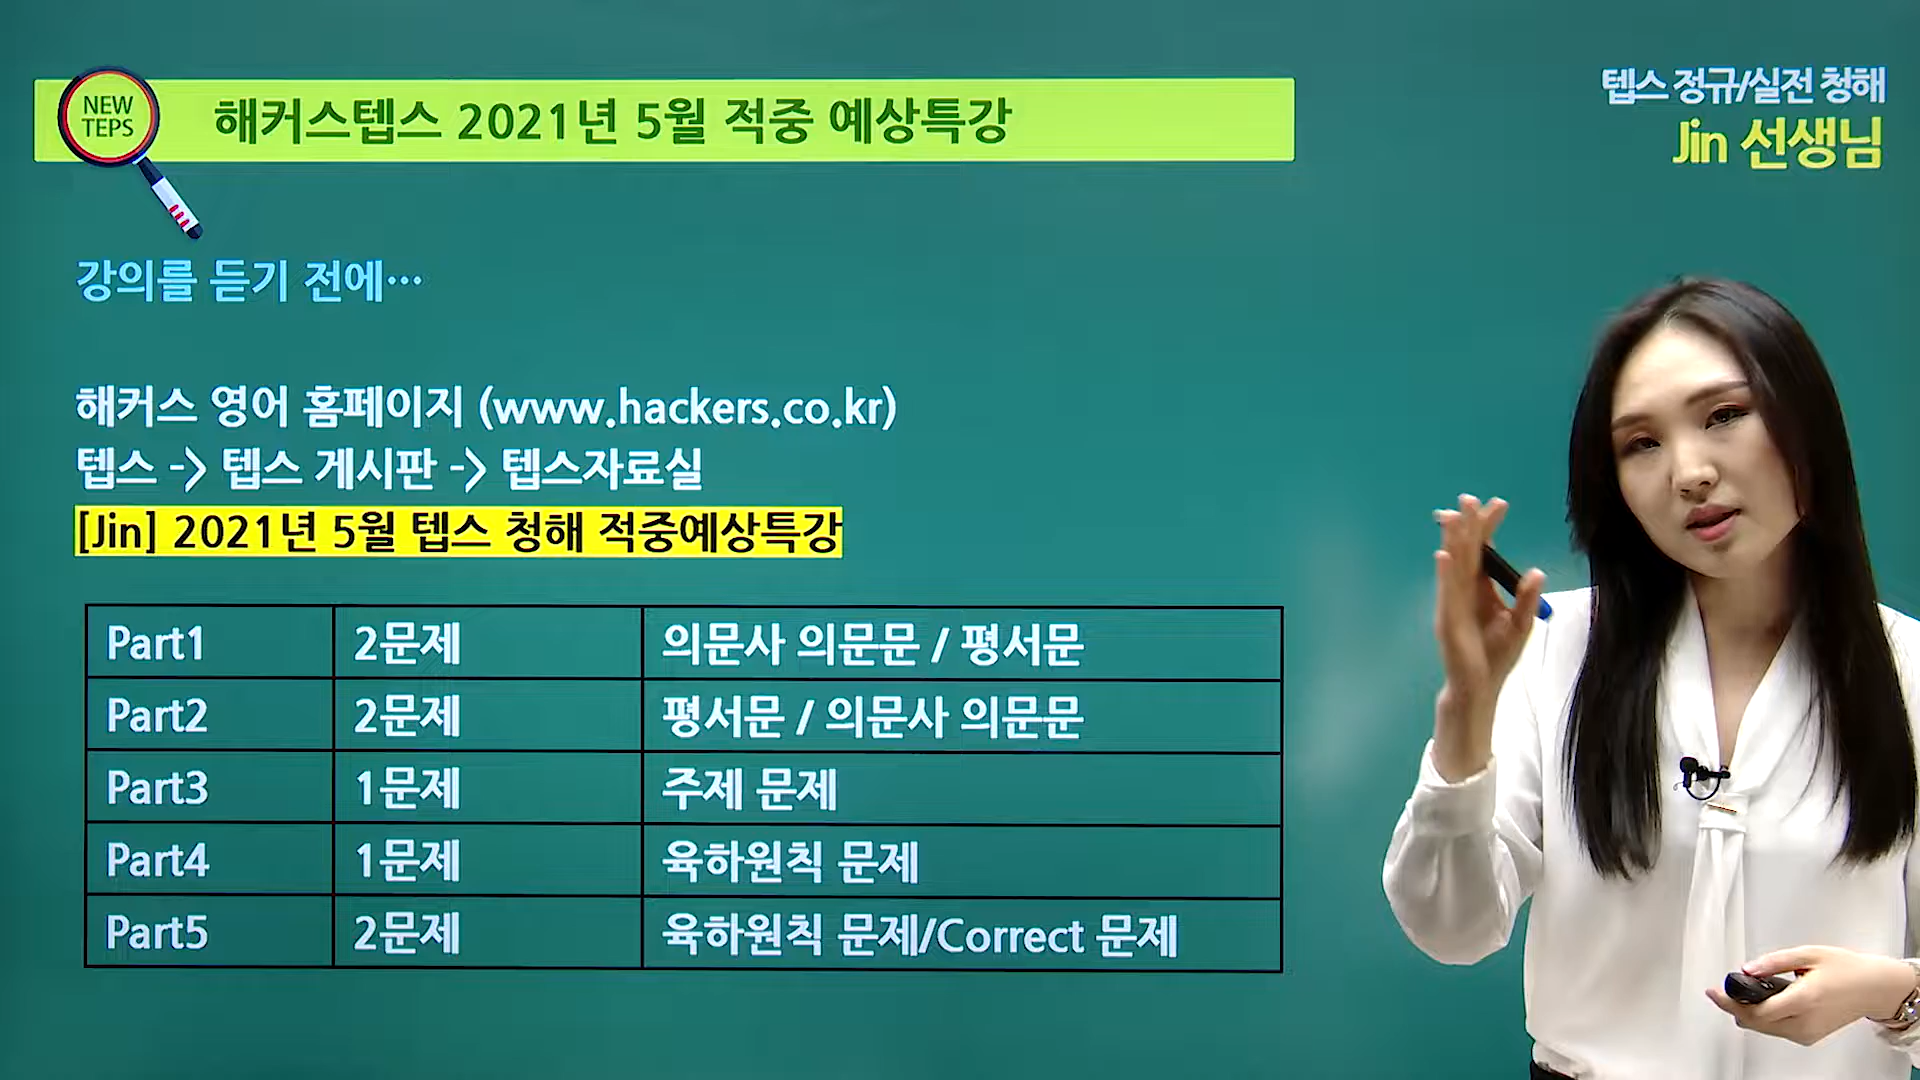 NEW
TEPS
해커스텝스 2021년 5월 적중 예상특강
텝스 정규/실전 청해
Jin 선생님
강의를 듣기 전에…
해커스 영어 홈페이지 (www.hackers.co.kr)
텝스 -> 텝스 게시판 -> 텝스자료실
[Jin] 2021년 5월 텝스 청해 적중예상특강
Part1 2문제 의문사 의문문 / 평서문
Part2 2문제 평서문 / 의문사 의문문
Part3 1문제 주제 문제
Part4 1문제 육하원칙 문제
Part5 2문제 육하원칙 문제/Correct 문제